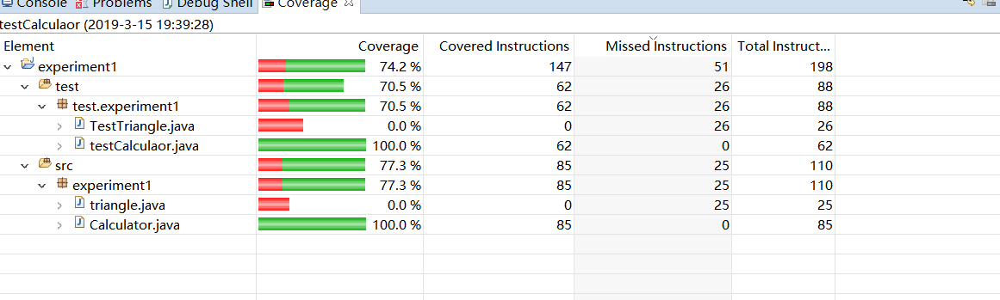 Console Problems Debug Shell Coverage
testCalculaor (2019-3-15 19:39:28)
Element Coverage Covered Instructions Missed Instructions Total Instruct...
experiment1 74.2 % 147 51 198
test 70.5 % 62 26 88
test.experiment1 70.5 % 62 26 88
TestTriangle.java 0.0 % 0 26 26
testCalculaor.java 100.0 % 62 0 62
src 77.3 % 85 25 110
experiment1 77.3 % 85 25 110
triangle.java 0.0 % 0 25 25
Calculator.java 100.0 % 85 0 85